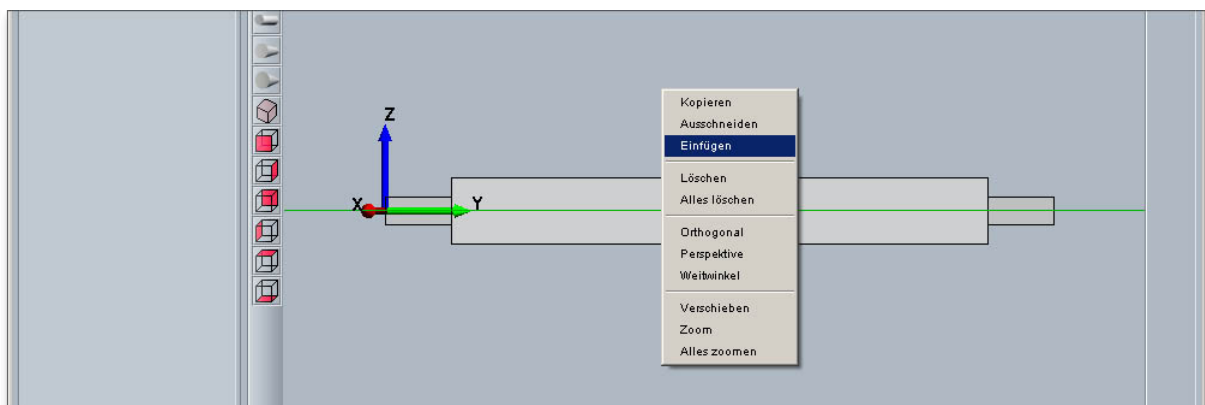 Z
X
Y
Kopieren
Ausschneiden
Einfügen
Löschen
Alles löschen
Orthogonal
Perspektive
Weitwinkel
Verschieben
Zoom
Alles zoomen